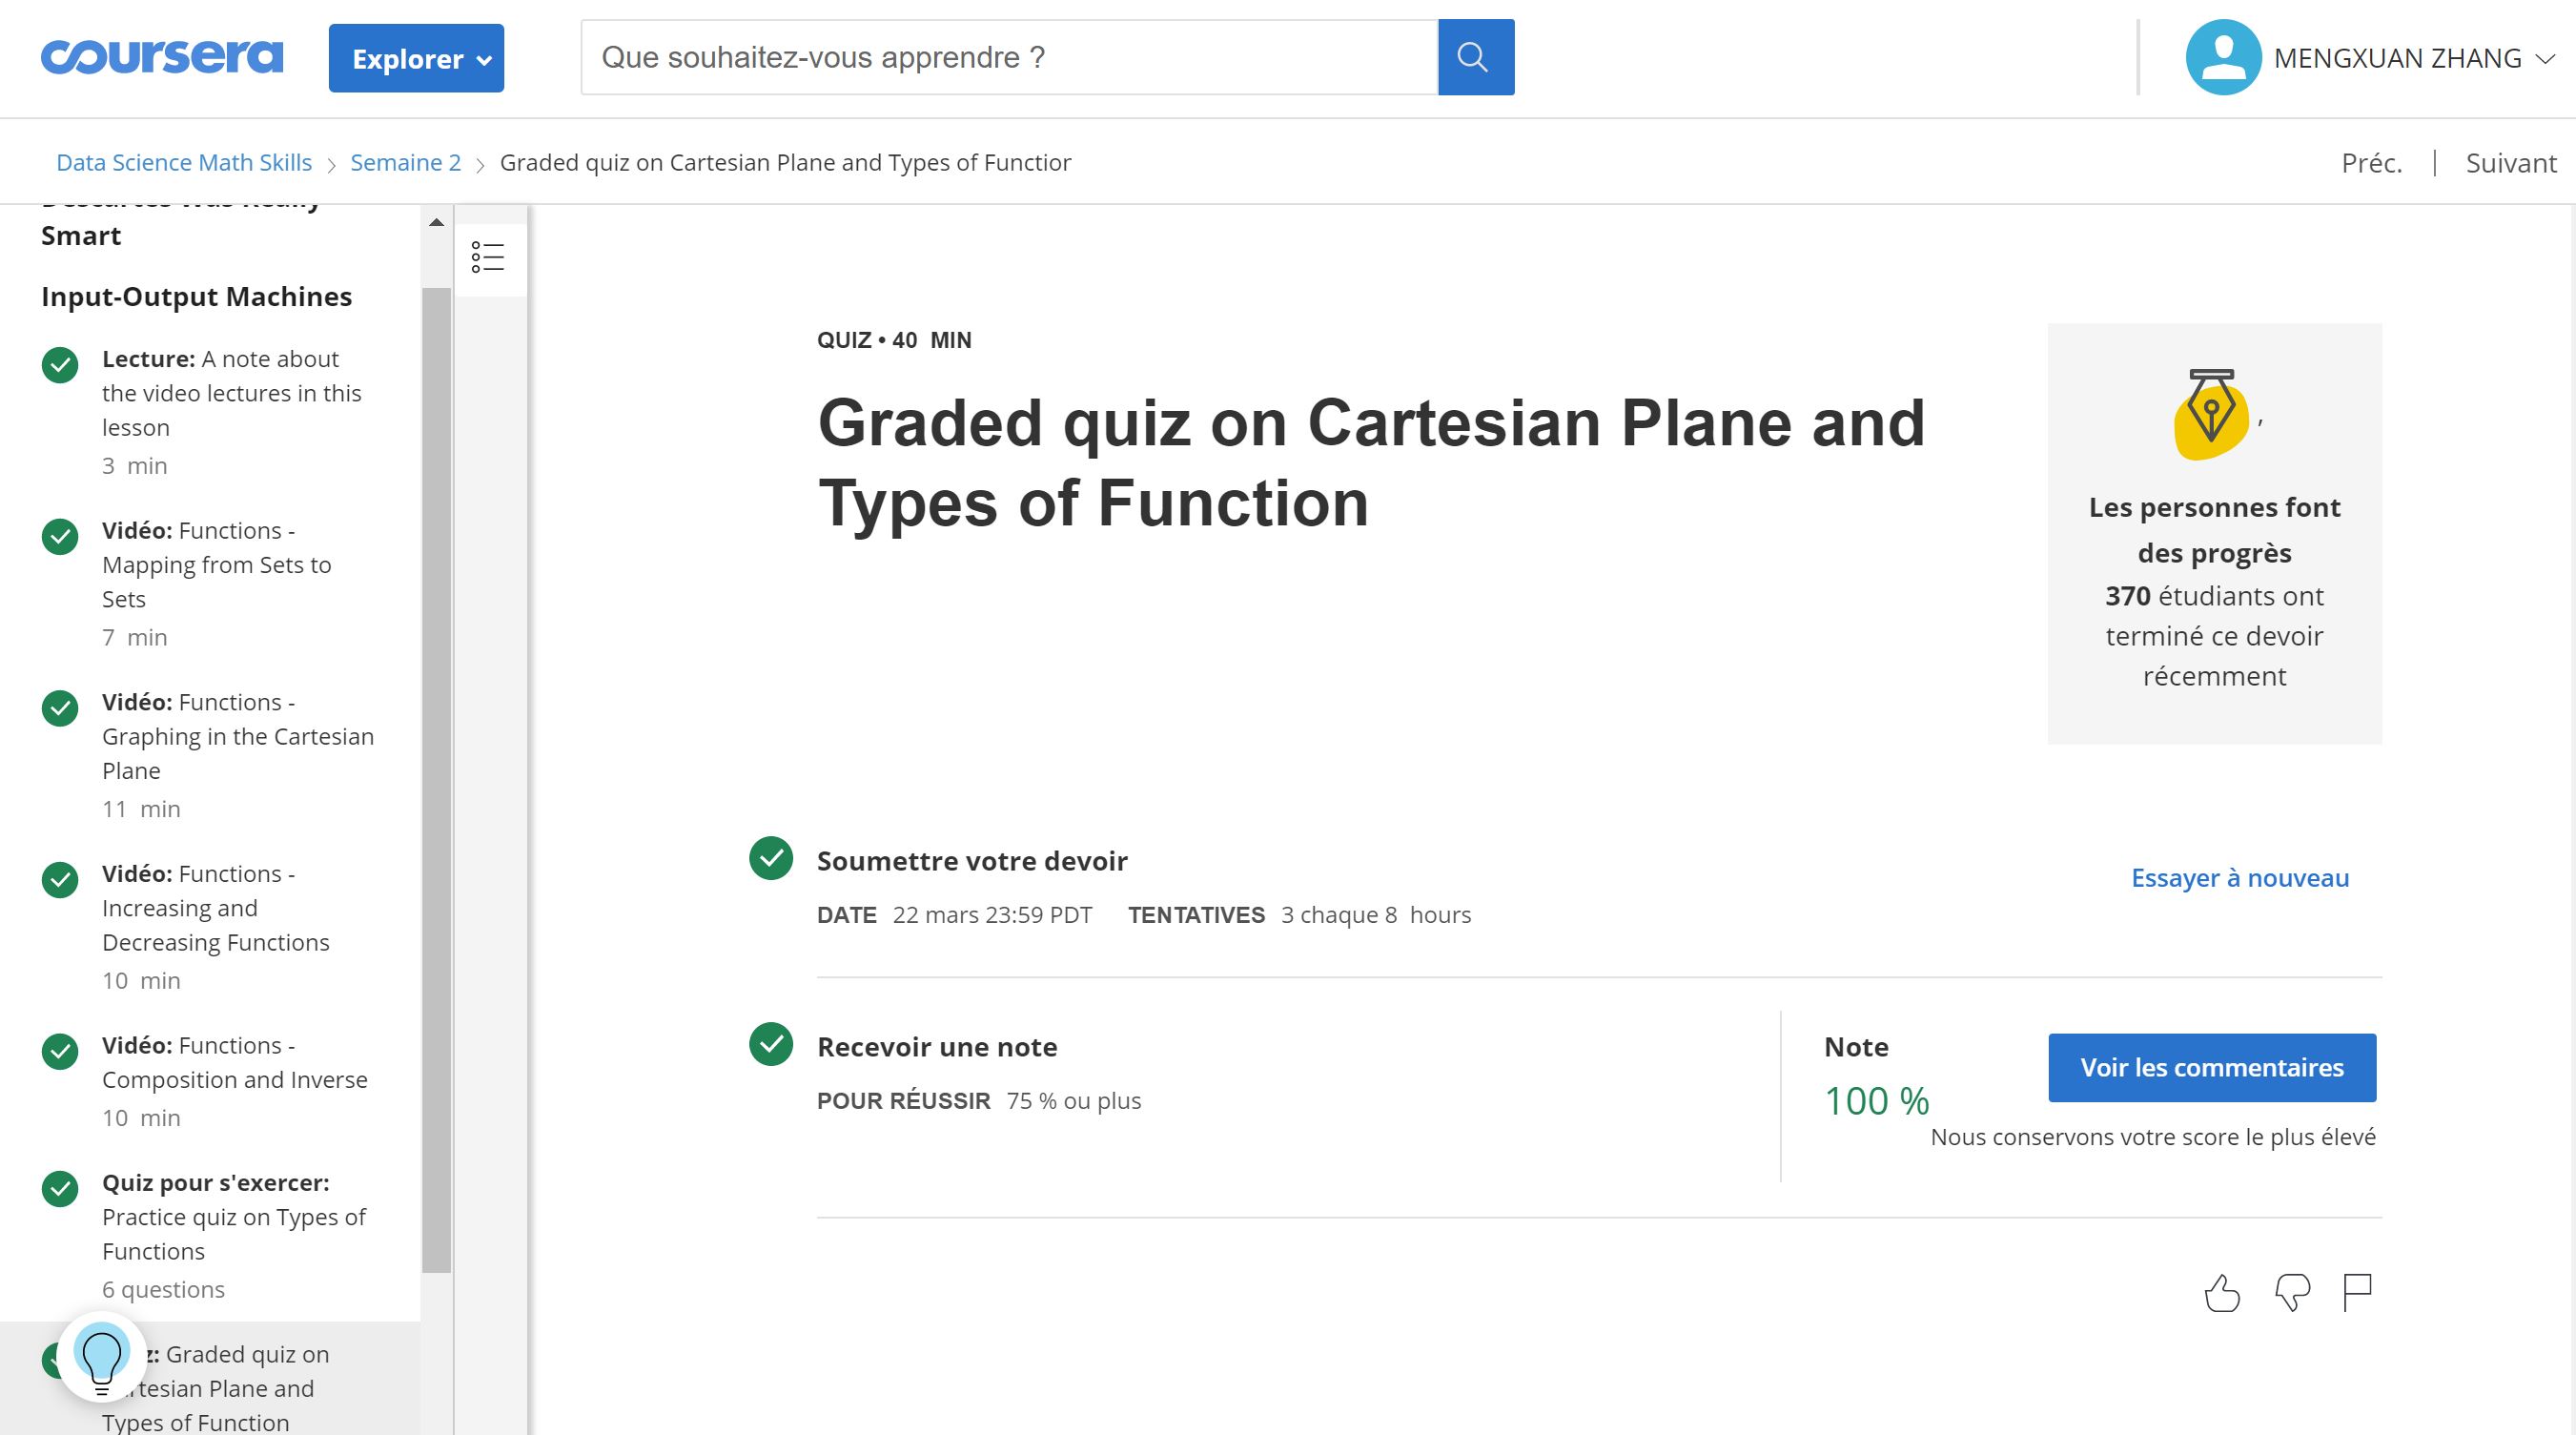 coursera
Explorer
Que souhaitez-vous apprendre ?
MENGXUAN ZHANG
Data Science Math Skills
Semaine 2
Graded quiz on Cartesian Plane and Types of Functior
Préc.
Suivant
Descartes Was Really
Smart
Input-Output Machines
Lecture: A note about
the video lectures in this
lesson
3 min
Vidéo: Functions -
Mapping from Sets to
Sets
7 min
Vidéo: Functions -
Graphing in the Cartesian
Plane
11 min
Vidéo: Functions -
Increasing and
Decreasing Functions
10 min
Vidéo: Functions -
Composition and Inverse
10 min
Quiz pour s'exercer:
Practice quiz on Types of
Functions
6 questions
z: Graded quiz on
rtesian Plane and
Types of Function
QUIZ • 40 MIN
Graded quiz on Cartesian Plane and
Types of Function
,
Les personnes font
des progrès
370 étudiants ont
terminé ce devoir
récemment
Soumettre votre devoir
DATE 22 mars 23:59 PDT TENTATIVES 3 chaque 8 hours
Essayer à nouveau
Recevoir une note
POUR RÉUSSIR 75 % ou plus
Note
100 %
Voir les commentaires
Nous conservons votre score le plus élevé